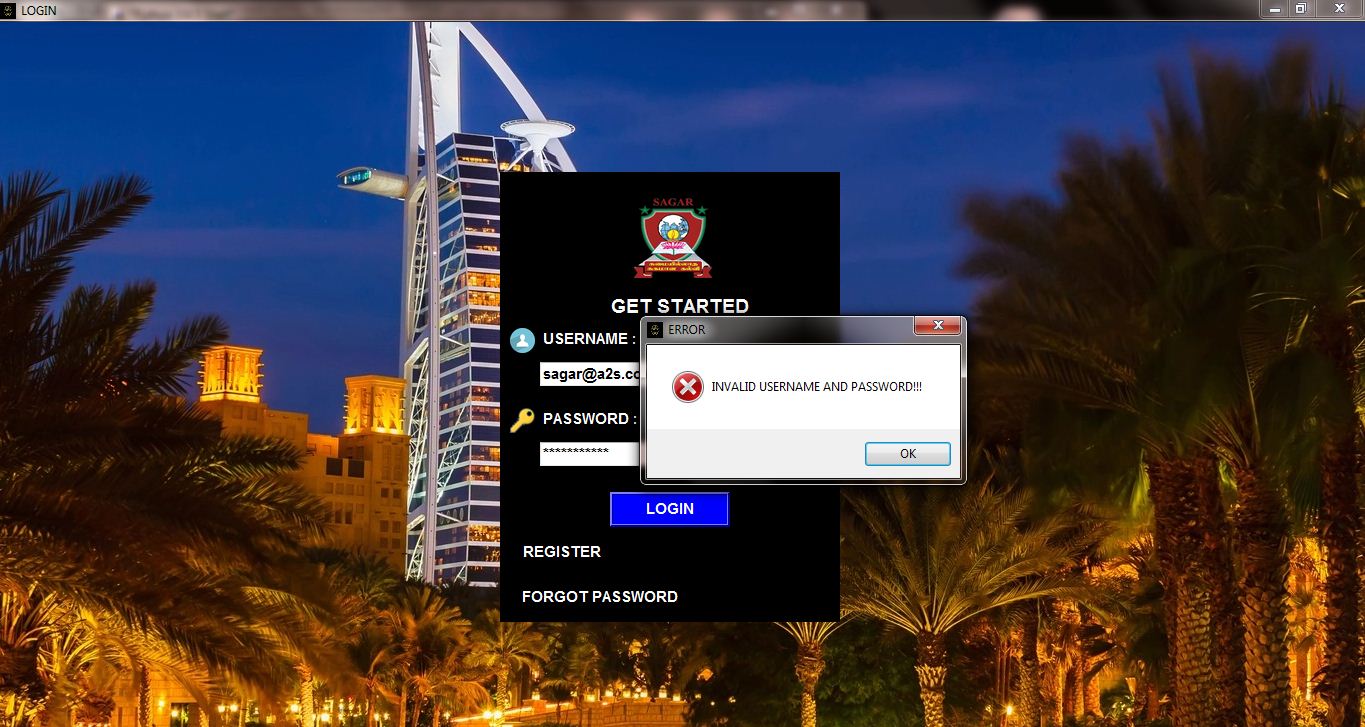 LOGIN
SAGAR
GET STARTED
USERNAME :
sagar@a2s.co
PASSWORD :
***********
ERROR
INVALID USERNAME AND PASSWORD!!!
OK
LOGIN
REGISTER
FORGOT PASSWORD